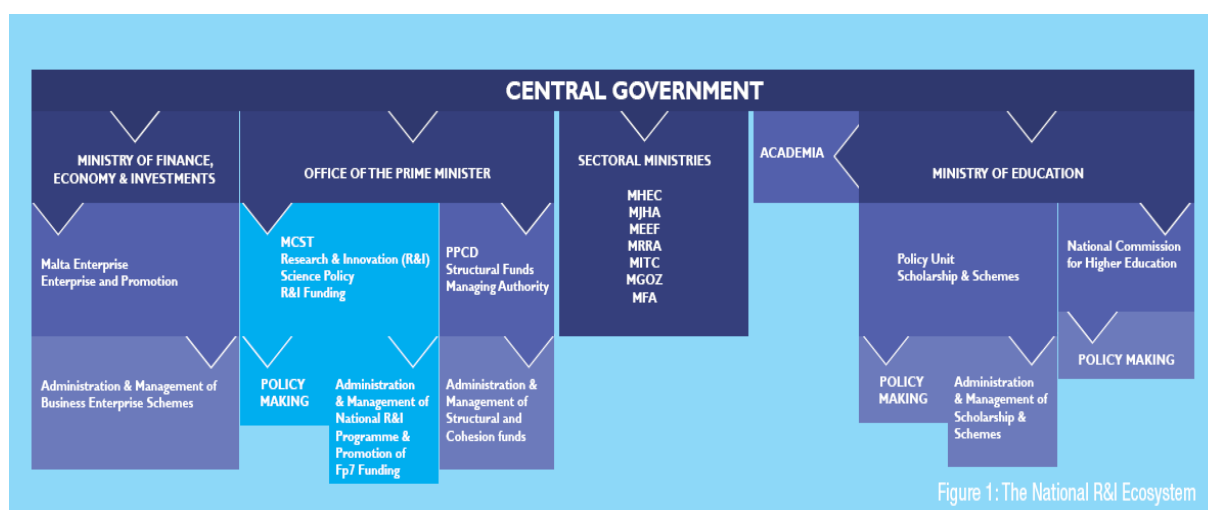 CENTRAL GOVERNMENT
MINISTRY OF FINANCE,
ECONOMY & INVESTMENTS
OFFICE OF THE PRIME MINISTER
SECTORAL MINISTRIES
MHEC
MJHA
MEEF
MRRA
MITC
MGOZ
MFA
ACADEMIA
MINISTRY OF EDUCATION
Malta Enterprise
Enterprise and Promotion
MCST
Research & Innovation (R&I)
Science Policy
R&I Funding
PPCD
Structural Funds
Managing Authority
Policy Unit
Scholarship & Schemes
National Commission
for Higher Education
Administration & Management of
Business Enterprise Schemes
POLICY
MAKING
Administration
& Management of
National R&I
Programme &
Promotion of
Fp7 Funding
Administration &
Management of
Structural and
Cohesion funds
POLICY
MAKING
Administration
& Management of
Scholarship &
Schemes
POLICY MAKING
Figure 1: The National R&I Ecosystem